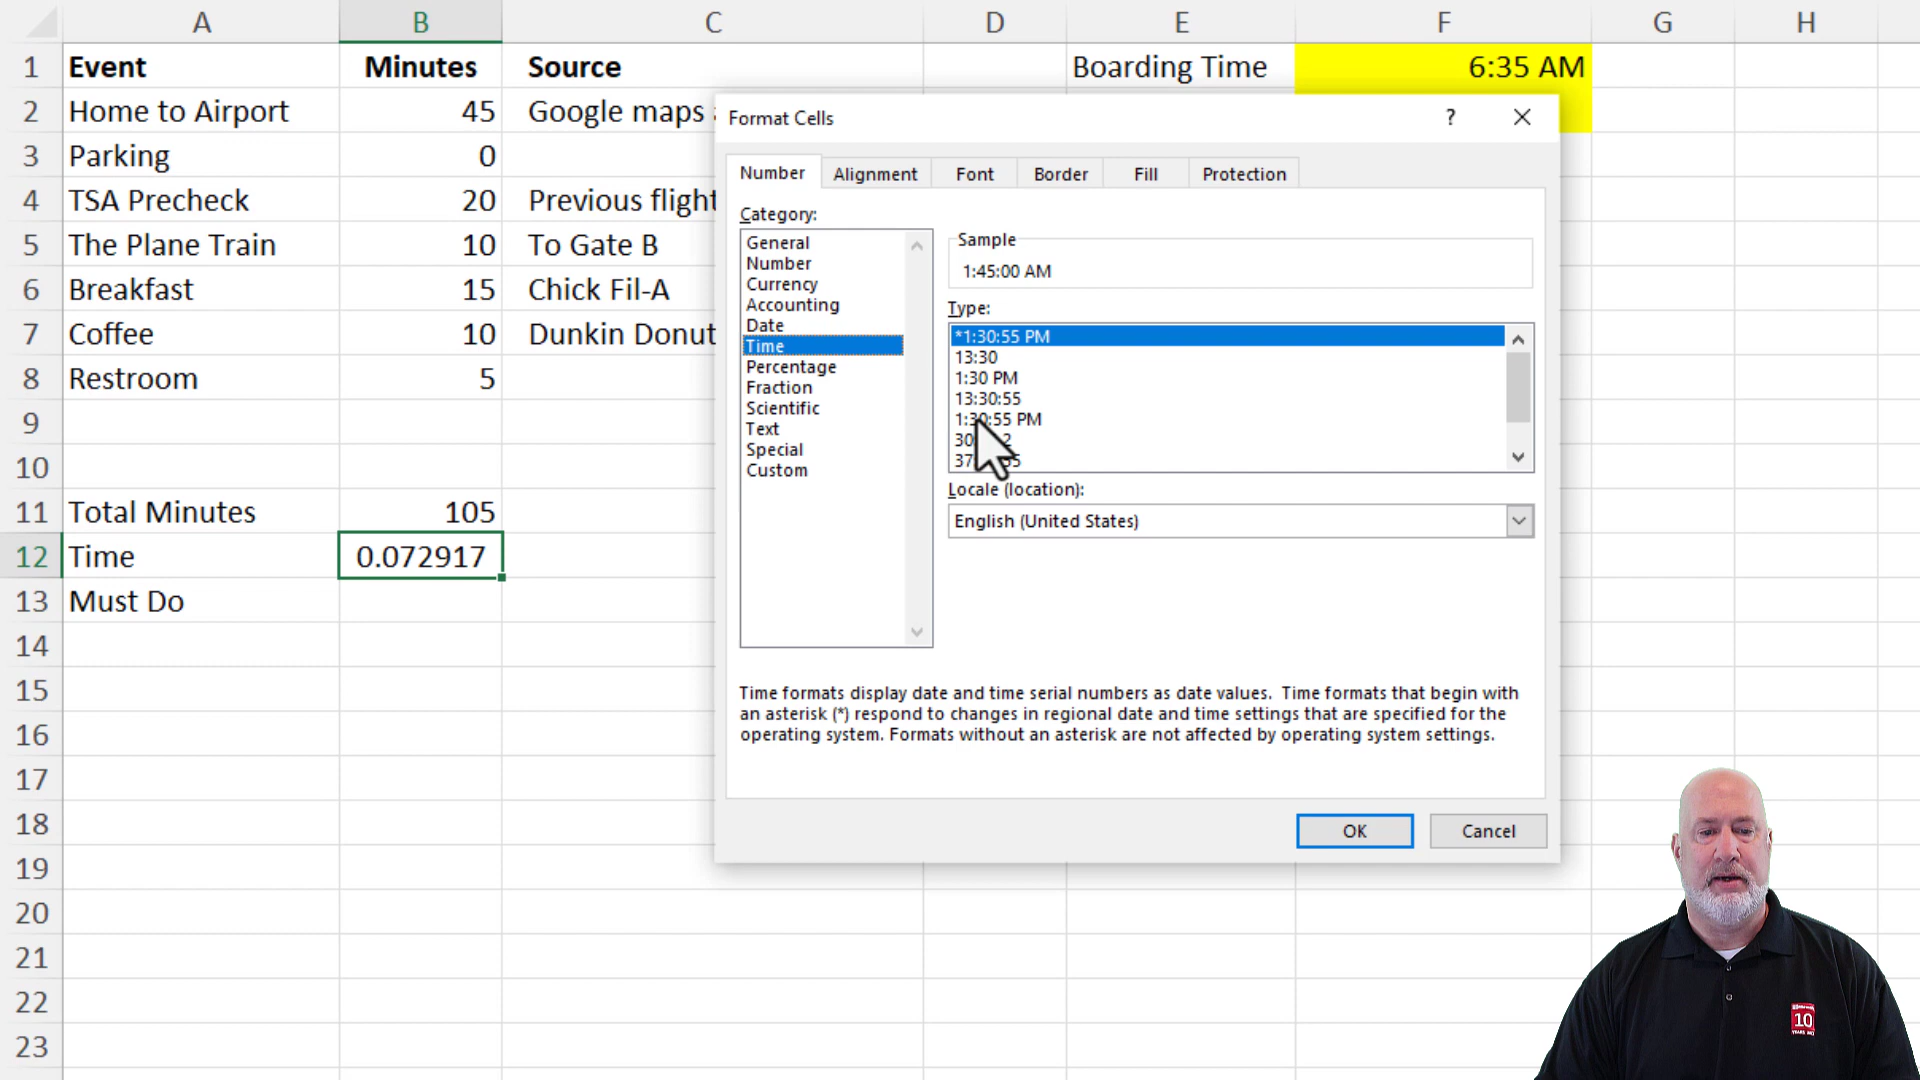 A B C D E F G H
1 Event Minutes Source Boarding Time 6:35 AM
2 Home to Airport 45 Google maps
3 Parking 0
4 TSA Precheck 20 Previous flight
5 The Plane Train 10 To Gate B
6 Breakfast 15 Chick Fil-A
7 Coffee 10 Dunkin Donut
8 Restroom 5
9
10
11 Total Minutes 105
12 Time 0.072917
13 Must Do
14
15
16
17
18
19
20
21
22
23
Format Cells ?
Number Alignment Font Border Fill Protection
Category:
General
Number
Currency
Accounting
Date
Time
Percentage
Fraction
Scientific
Text
Special
Custom
Sample
1:45:00 AM
Type:
*1:30:55 PM
13:30
1:30 PM
13:30:55
1:30:55 PM
Locale (location):
English (United States)
Time formats display date and time serial numbers as date values. Time formats that begin with
an asterisk (*) respond to changes in regional date and time settings that are specified for the
operating system. Formats without an asterisk are not affected by operating system settings.
OK Cancel
10